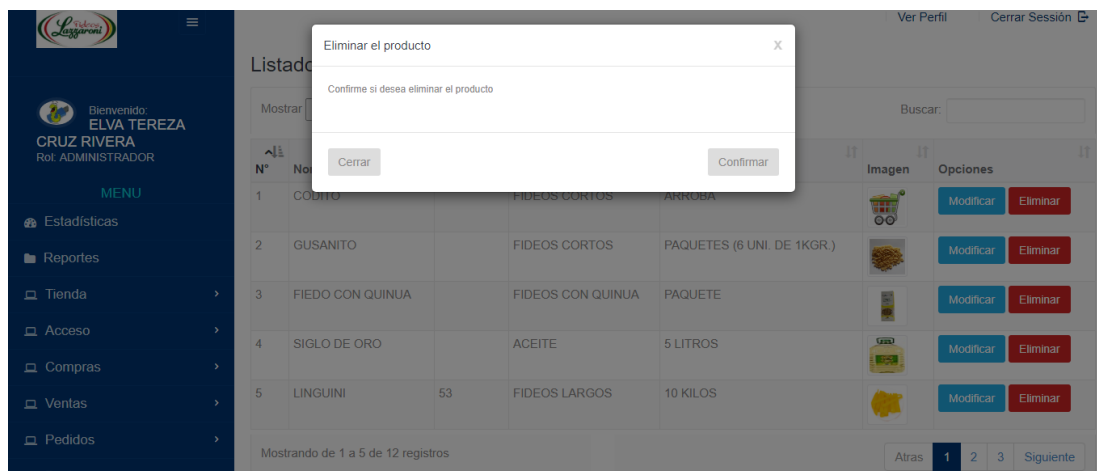 Fideos
Lazzaroni
Ver Perfil
Cerrar Sessión
Eliminar el producto
X
Listado
Confirme si desea eliminar el producto
Mostrar
Buscar:
Cerrar
Confirmar
Bienvenido:
ELVA TEREZA
CRUZ RIVERA
Rol: ADMINISTRADOR
MENU
Estadísticas
Reportes
Tienda
Acceso
Compras
Ventas
Pedidos
N° Imagen Opciones
1 CODITO FIDEOS CORTOS ARROBA Modificar Eliminar
2 GUSANITO FIDEOS CORTOS PAQUETES (6 UNI. DE 1KGR.) Modificar Eliminar
3 FIEDO CON QUINUA FIDEOS CON QUINUA PAQUETE Modificar Eliminar
4 SIGLO DE ORO ACEITE 5 LITROS Modificar Eliminar
5 LINGUINI 53 FIDEOS LARGOS 10 KILOS Modificar Eliminar
Mostrando de 1 a 5 de 12 registros
Atras 1 2 3 Siguiente